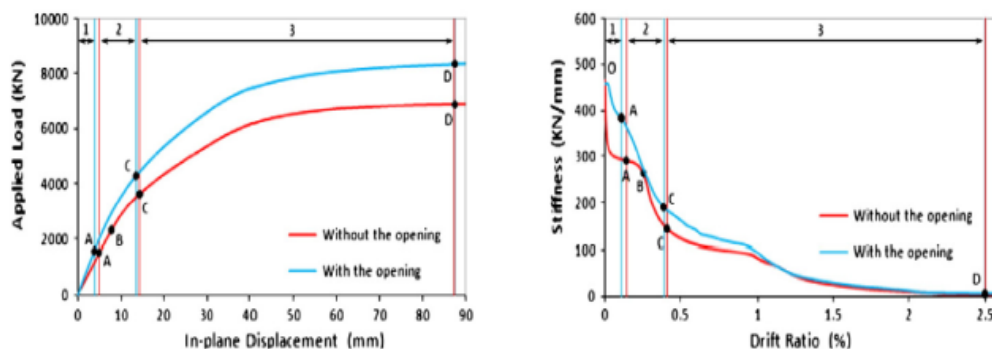 10000
8000
6000
4000
2000
0
0 10 20 30 40 50 60 70 80 90
Applied Load (KN)
In-plane Displacement (mm)
1 2 3
A
A
B
C
C
D
D
Without the opening
With the opening
600
500
400
300
200
100
0
0 0.5 1 1.5 2 2.5
Stiffness (KN/mm)
Drift Ratio (%)
1 2 3
O
A
A
B
C
C
D
Without the opening
With the opening